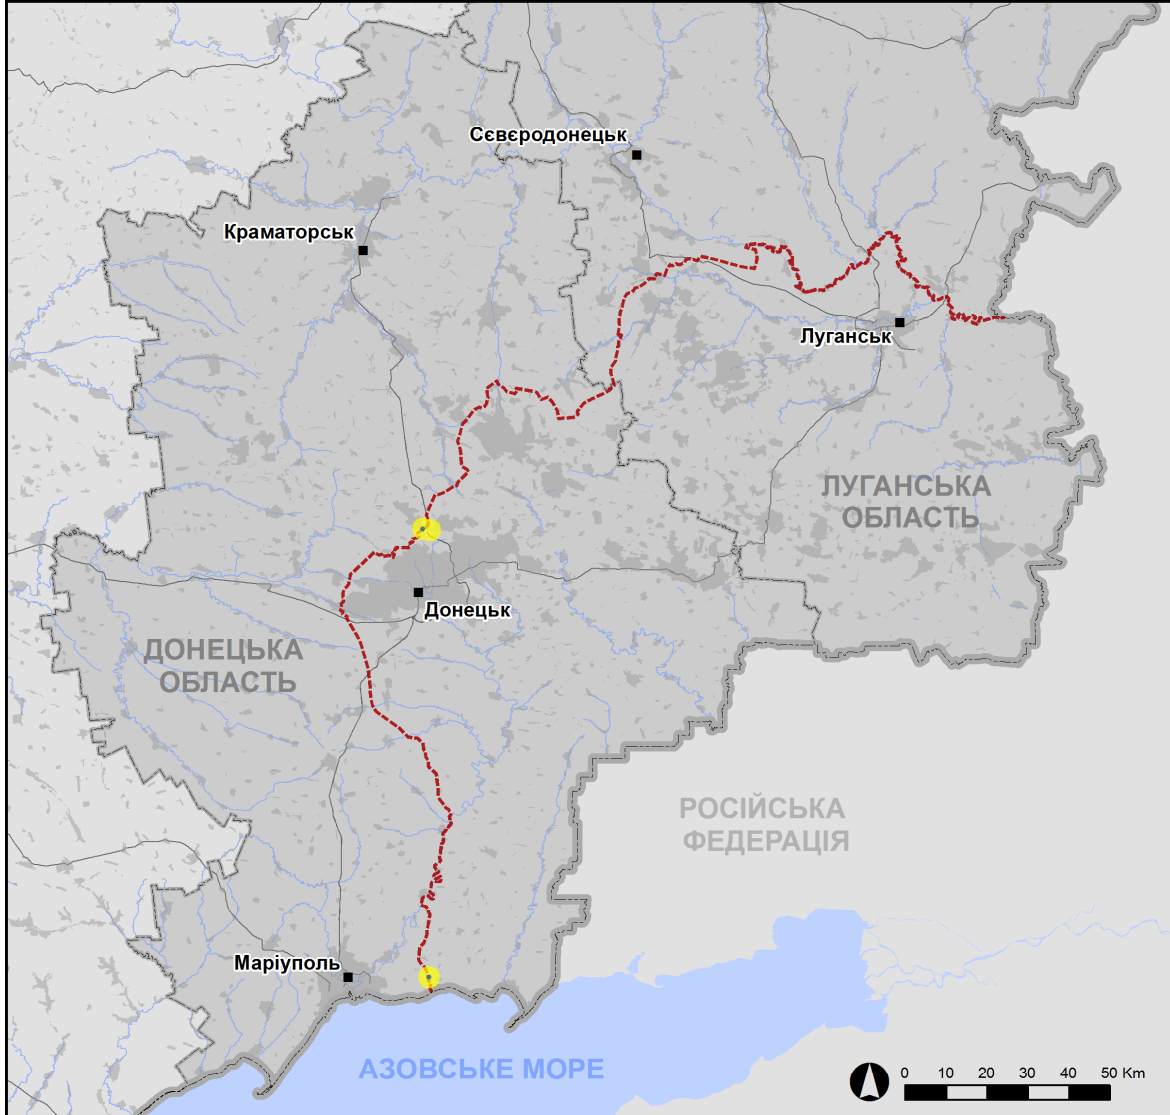 Сєвєродонецьк
Краматорськ
Луганськ
ЛУГАНСЬКА
ОБЛАСТЬ
Донецьк
ДОНЕЦЬКА
ОБЛАСТЬ
РОСІЙСЬКА
ФЕДЕРАЦІЯ
Маріуполь
АЗОВСЬКЕ МОРЕ
0 10 20 30 40 50 Km